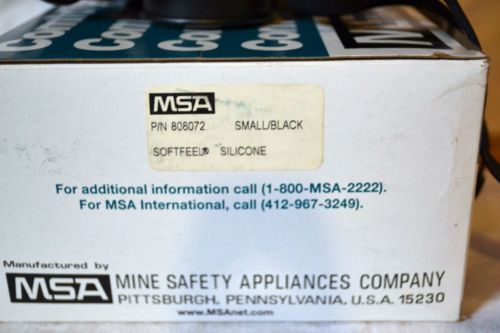 MSA
P/N 808072 SMALL/BLACK
SOFTFEEL® SILICONE
For additional information call (1-800-MSA-2222).
For MSA International, call (412-967-3249).
Manufactured by
MSA MINE SAFETY APPLIANCES COMPANY
PITTSBURGH, PENNSYLVANIA, U.S.A. 15230
www.MSAnet.com